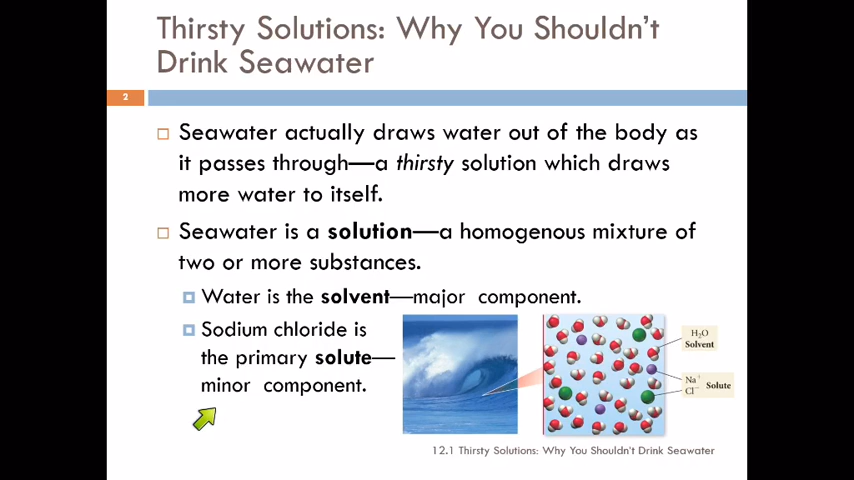 Thirsty Solutions: Why You Shouldn't
Drink Seawater
2
Seawater actually draws water out of the body as
it passes through—a thirsty solution which draws
more water to itself.
Seawater is a solution—a homogenous mixture of
two or more substances.
Water is the solvent—major component.
Sodium chloride is
the primary solute—
minor component.
H₂O
Solvent
Na⁺
Cl⁻
Solute
12.1 Thirsty Solutions: Why You Shouldn't Drink Seawater